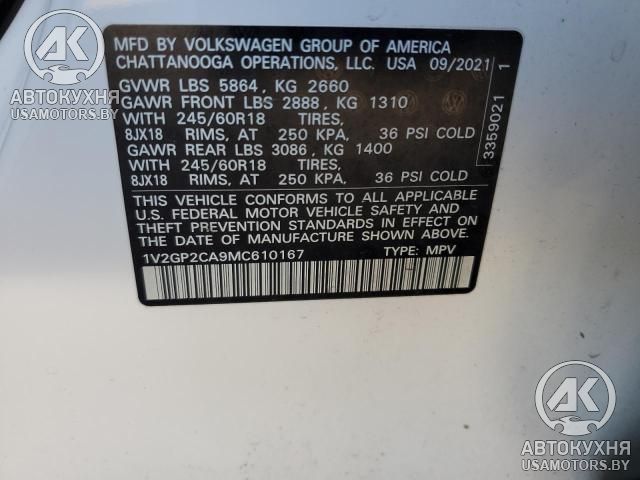 MFD BY VOLKSWAGEN GROUP OF AMERICA
CHATTANOOGA OPERATIONS, LLC. USA 09/2021
GVWR LBS 5864, KG 2660
GAWR FRONT LBS 2888, KG 1310
WITH 245/60R18 TIRES,
8JX18 RIMS, AT 250 KPA, 36 PSI COLD
GAWR REAR LBS 3086, KG 1400
WITH 245/60R18 TIRES,
8JX18 RIMS, AT 250 KPA, 36 PSI COLD
THIS VEHICLE CONFORMS TO ALL APPLICABLE
U.S. FEDERAL MOTOR VEHICLE SAFETY AND
THEFT PREVENTION STANDARDS IN EFFECT ON
THE DATE OF MANUFACTURE SHOWN ABOVE.
1V2GP2CA9MC610167 TYPE: MPV
3359021 1
АК
АВТОКУХНЯ
USAMOTORS.BY
АК
АВТОКУХНЯ
USAMOTORS.BY